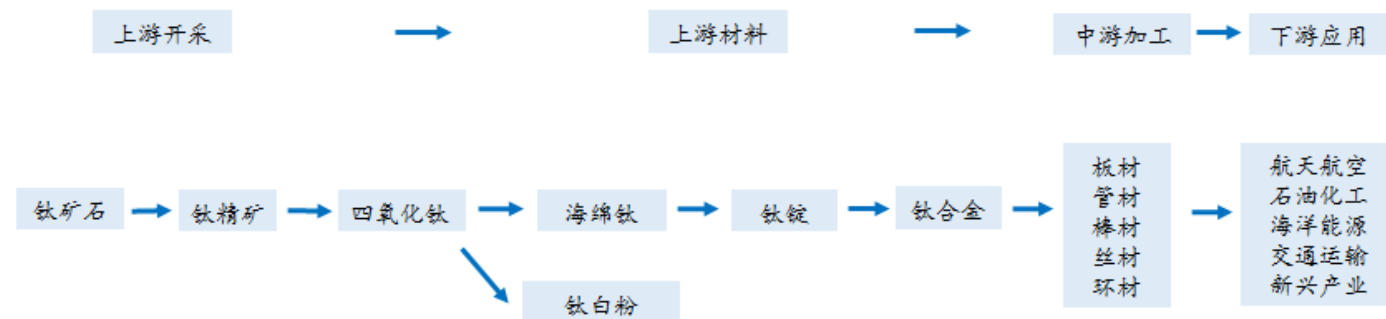 上游开采
上游材料
中游加工
下游应用
钛矿石
钛精矿
四氧化钛
海绵钛
钛锭
钛合金
板材
管材
棒材
丝材
环材
航天航空
石油化工
海洋能源
交通运输
新兴产业
钛白粉